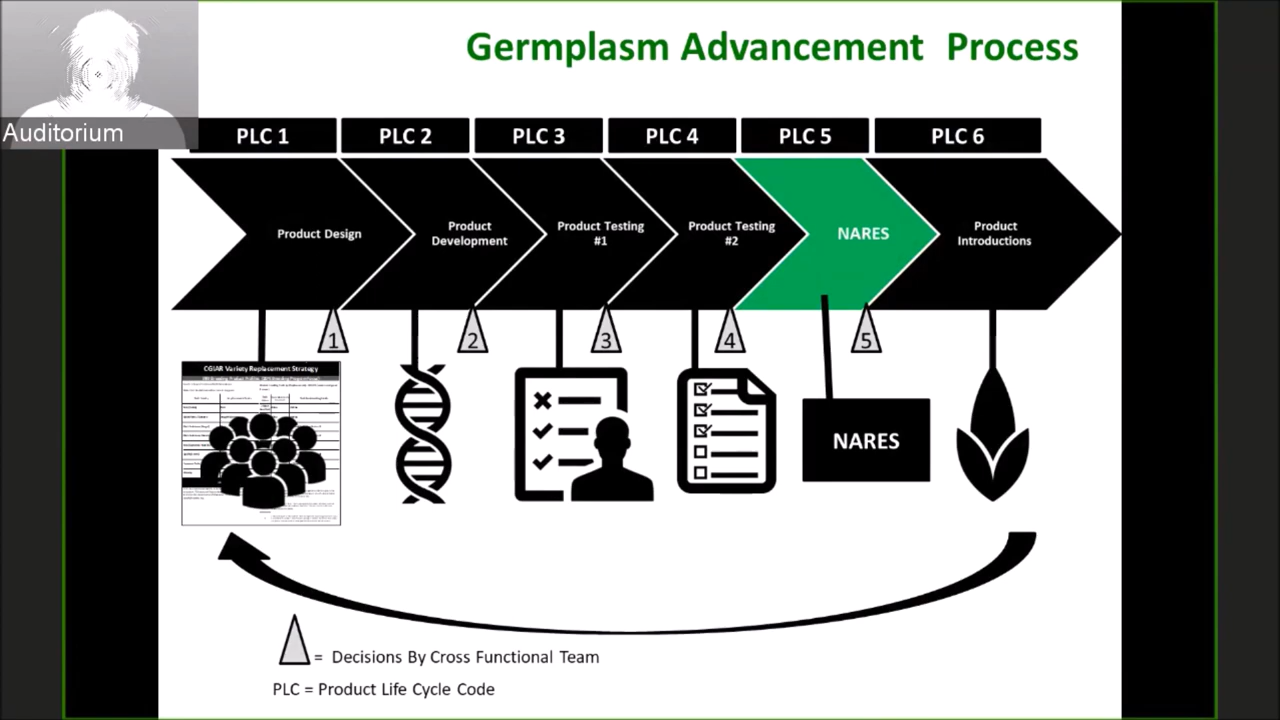 Germplasm Advancement Process
Auditorium
PLC 1
PLC 2
PLC 3
PLC 4
PLC 5
PLC 6
Product Design
Product
Development
Product Testing
#1
Product Testing
#2
NARES
Product
Introductions
1
2
3
4
5
CGIAR Variety Replacement Strategy
NARES
= Decisions By Cross Functional Team
PLC = Product Life Cycle Code